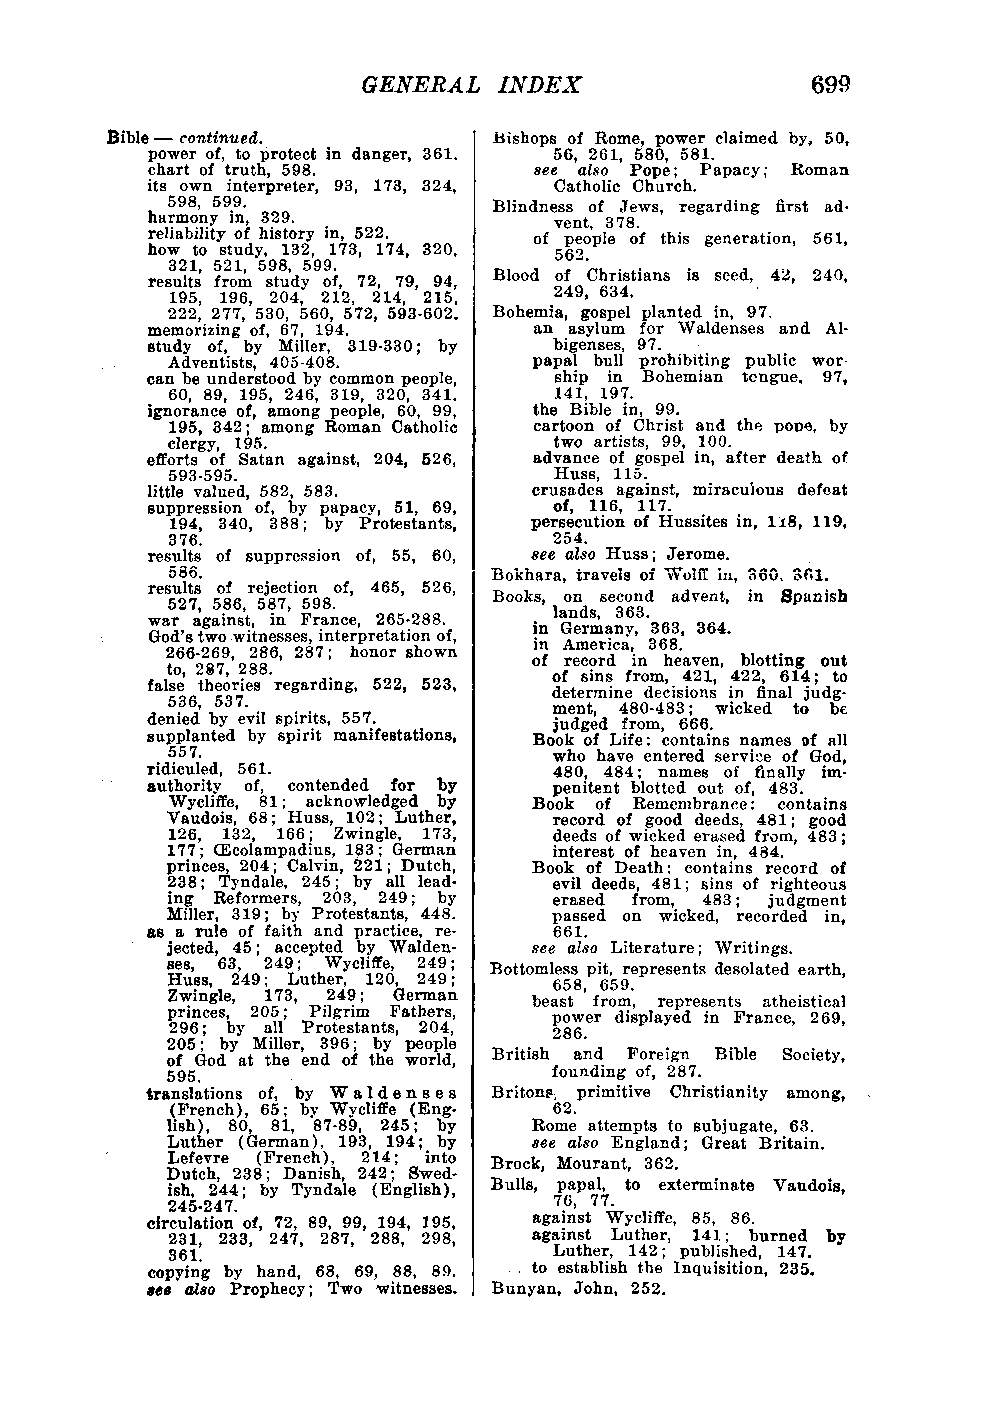 GENERAL INDEX 699
Bible — continued.
power of, to protect in danger, 361.
chart of truth, 598.
its own interpreter, 93, 173, 324,
598, 599.
harmony in, 329.
reliability of history in, 522.
how to study, 132, 173, 174, 320,
321, 521, 598, 599.
results from study of, 72, 79, 94,
195, 196, 204, 212, 214, 215,
222, 277, 530, 560, 572, 593-602.
memorizing of, 67, 194.
study of, by Miller, 319-330; by
Adventists, 405-408.
can be understood by common people,
60, 89, 195, 246, 319, 320, 341.
ignorance of, among people, 60, 99,
195, 342; among Roman Catholic
clergy, 195.
efforts of Satan against, 204, 526,
593-595.
little valued, 582, 583.
suppression of, by papacy, 51, 69,
194, 340, 388; by Protestants,
376.
results of suppression of, 55, 60,
586.
results of rejection of, 465, 526,
527, 586, 587, 598.
war against, in France, 265-288.
God's two witnesses, interpretation of,
266-269, 286, 287; honor shown
to, 287, 288.
false theories regarding, 522, 523,
536, 537.
denied by evil spirits, 557.
supplanted by spirit manifestations,
557.
ridiculed, 561.
authority of, contended for by
Wycliffe, 81; acknowledged by
Vaudois, 68; Huss, 102; Luther,
126, 132, 166; Zwingle, 173,
177; Œcolampadius, 183; German
princes, 204; Calvin, 221; Dutch,
238; Tyndale, 245; by all lead-
ing Reformers, 203, 249; by
Miller, 319; by Protestants, 448.
as a rule of faith and practice, re-
jected, 45; accepted by Walden-
ses, 63, 249; Wycliffe, 249;
Huss, 249; Luther, 120, 249;
Zwingle, 173, 249; German
princes, 205; Pilgrim Fathers,
296; by all Protestants, 204,
205; by Miller, 396; by people
of God at the end of the world,
595.
translations of, by Waldenses
(French), 65; by Wycliffe (Eng-
lish), 80, 81, 87-89, 245; by
Luther (German), 193, 194; by
Lefevre (French), 214; into
Dutch, 238; Danish, 242; Swed-
ish, 244; by Tyndale (English),
245-247.
circulation of, 72, 89, 99, 194, 195,
231, 233, 247, 287, 288, 298,
361.
copying by hand, 68, 69, 88, 89.
see also Prophecy; Two witnesses.
Bishops of Rome, power claimed by, 50,
56, 261, 580, 581.
see also Pope; Papacy; Roman
Catholic Church.
Blindness of Jews, regarding first ad-
vent, 378.
of people of this generation, 561,
562.
Blood of Christians is seed, 42, 240,
249, 634.
Bohemia, gospel planted in, 97.
an asylum for Waldenses and Al-
bigenses, 97.
papal bull prohibiting public wor-
ship in Bohemian tongue, 97,
141, 197.
the Bible in, 99.
cartoon of Christ and the pope, by
two artists, 99, 100.
advance of gospel in, after death of
Huss, 115.
crusades against, miraculous defeat
of, 116, 117.
persecution of Hussites in, 118, 119,
254.
see also Huss; Jerome.
Bokhara, travels of Wolff in, 360, 361.
Books, on second advent, in Spanish
lands, 363.
in Germany, 363, 364.
in America, 368.
of record in heaven, blotting out
of sins from, 421, 422, 614; to
determine decisions in final judg-
ment, 480-483; wicked to be
judged from, 666.
Book of Life: contains names of all
who have entered service of God,
480, 484; names of finally im-
penitent blotted out of, 483.
Book of Remembrance: contains
record of good deeds, 481; good
deeds of wicked erased from, 483;
interest of heaven in, 484.
Book of Death: contains record of
evil deeds, 481; sins of righteous
erased from, 483; judgment
passed on wicked, recorded in,
661.
see also Literature; Writings.
Bottomless pit, represents desolated earth,
658, 659.
beast from, represents atheistical
power displayed in France, 269,
286.
British and Foreign Bible Society,
founding of, 287.
Britons, primitive Christianity among,
62.
Rome attempts to subjugate, 63.
see also England; Great Britain.
Brock, Mourant, 362.
Bulls, papal, to exterminate Vaudois,
76, 77.
against Wycliffe, 85, 86.
against Luther, 141; burned by
Luther, 142; published, 147.
to establish the Inquisition, 235.
Bunyan, John, 252.